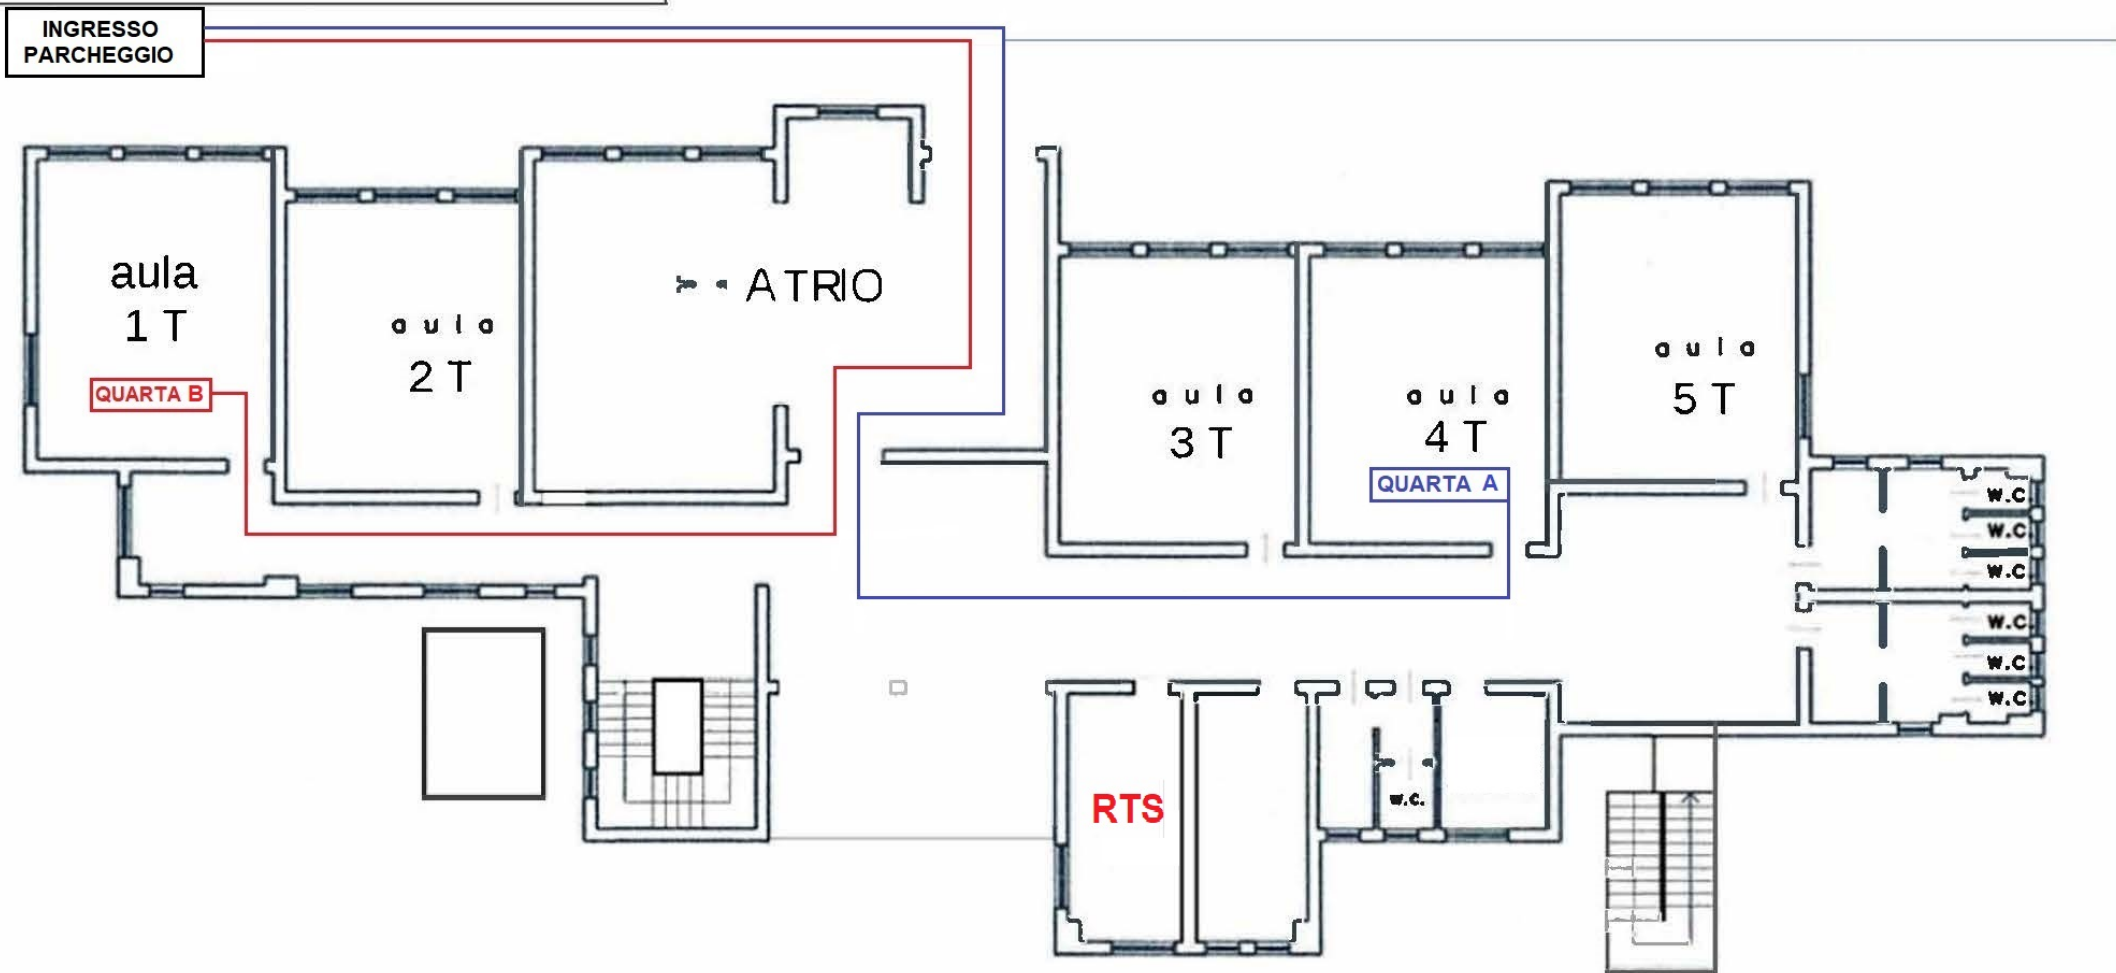 INGRESSO
PARCHEGGIO
aula
1 T
QUARTA B
aula
2 T
ATRIO
aula
3 T
aula
4 T
QUARTA A
aula
5 T
W.C.
W.C.
W.C.
W.C.
W.C.
W.C.
RTS
W.C.